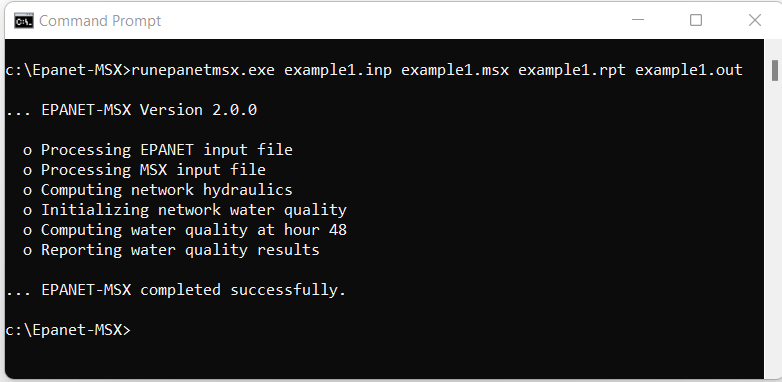 Command Prompt
c:\Epanet-MSX>runepanetmsx.exe example1.inp example1.msx example1.rpt example1.out
... EPANET-MSX Version 2.0.0
o Processing EPANET input file
o Processing MSX input file
o Computing network hydraulics
o Initializing network water quality
o Computing water quality at hour 48
o Reporting water quality results
... EPANET-MSX completed successfully.
c:\Epanet-MSX>